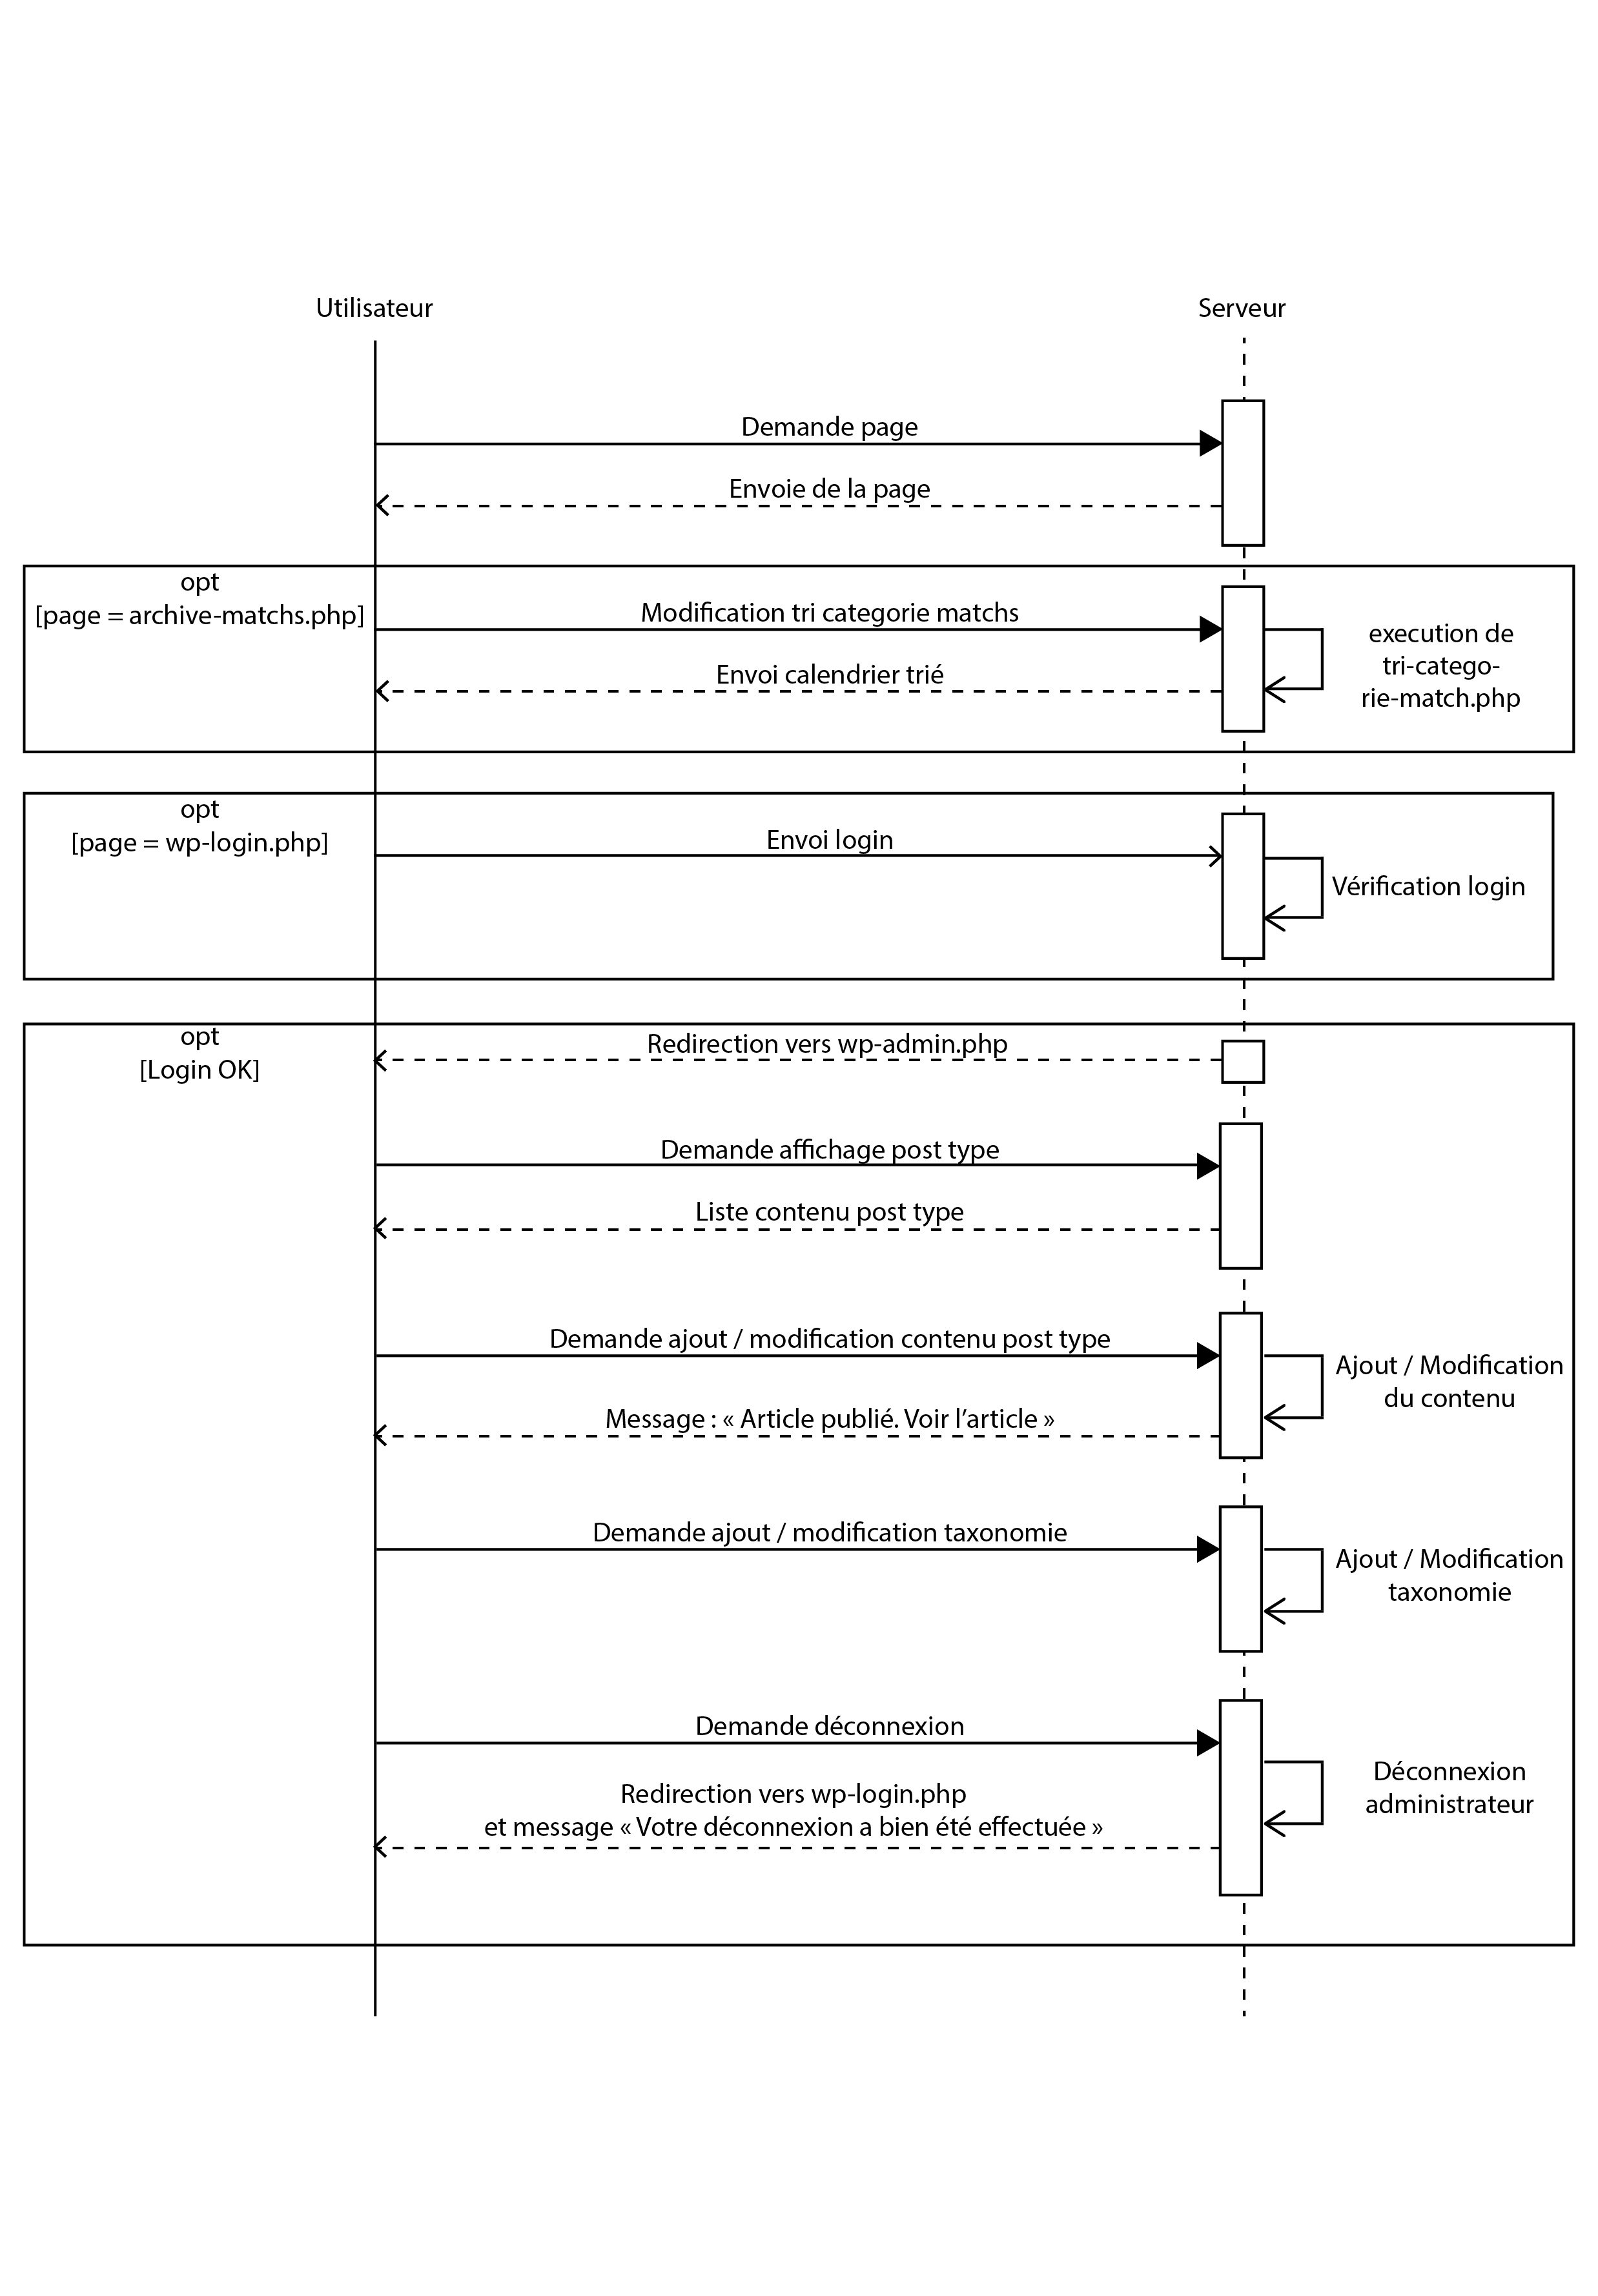 Utilisateur
Serveur
Demande page
Envoie de la page
opt
[page = archive-matchs.php]
Modification tri categorie matchs
Envoi calendrier trié
execution de
tri-catego-
rie-match.php
opt
[page = wp-login.php]
Envoi login
Vérification login
opt
[Login OK]
Redirection vers wp-admin.php
Demande affichage post type
Liste contenu post type
Demande ajout / modification contenu post type
Ajout / Modification
du contenu
Message : « Article publié. Voir l’article »
Demande ajout / modification taxonomie
Ajout / Modification
taxonomie
Demande déconnexion
Déconnexion
administrateur
Redirection vers wp-login.php
et message « Votre déconnexion a bien été effectuée »